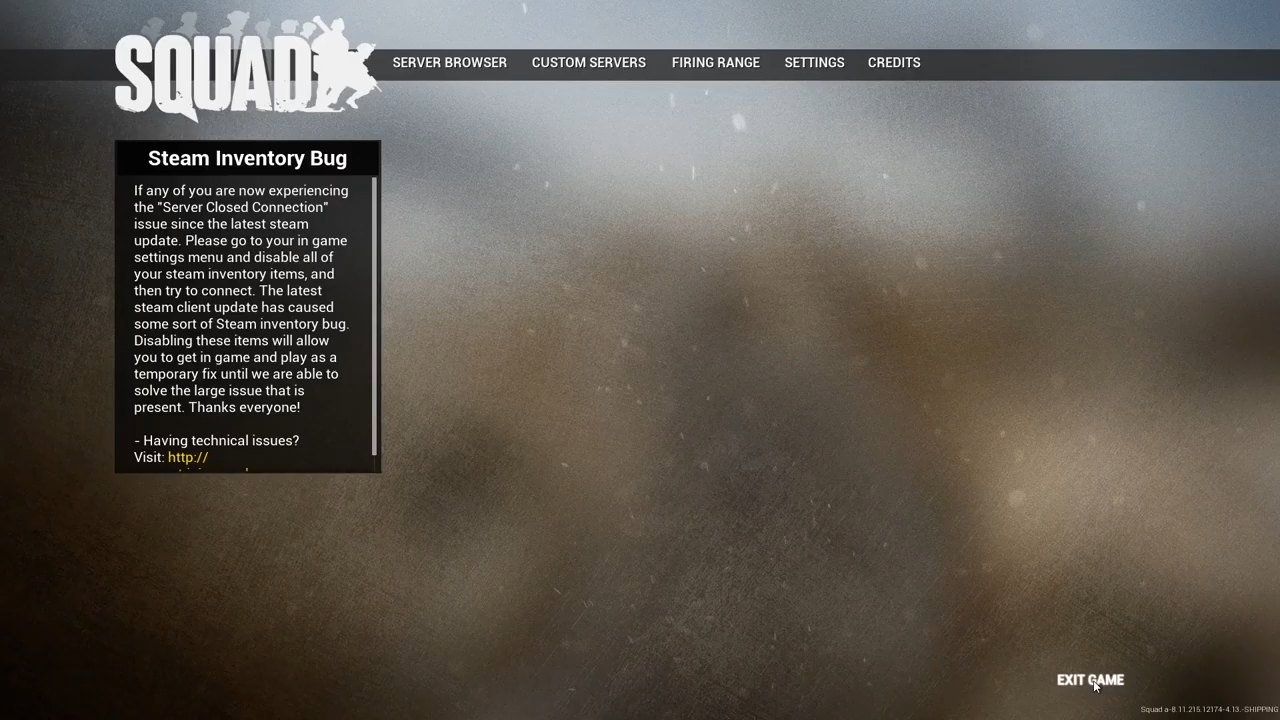 SQUAD
SERVER BROWSER
CUSTOM SERVERS
FIRING RANGE
SETTINGS
CREDITS
Steam Inventory Bug
If any of you are now experiencing
the "Server Closed Connection"
issue since the latest steam
update. Please go to your in game
settings menu and disable all of
your steam inventory items, and
then try to connect. The latest
steam client update has caused
some sort of Steam inventory bug.
Disabling these items will allow
you to get in game and play as a
temporary fix until we are able to
solve the large issue that is
present. Thanks everyone!
- Having technical issues?
Visit: http://
EXIT GAME
Squad a-8.11.215.12174-4.13.-SHIPPING